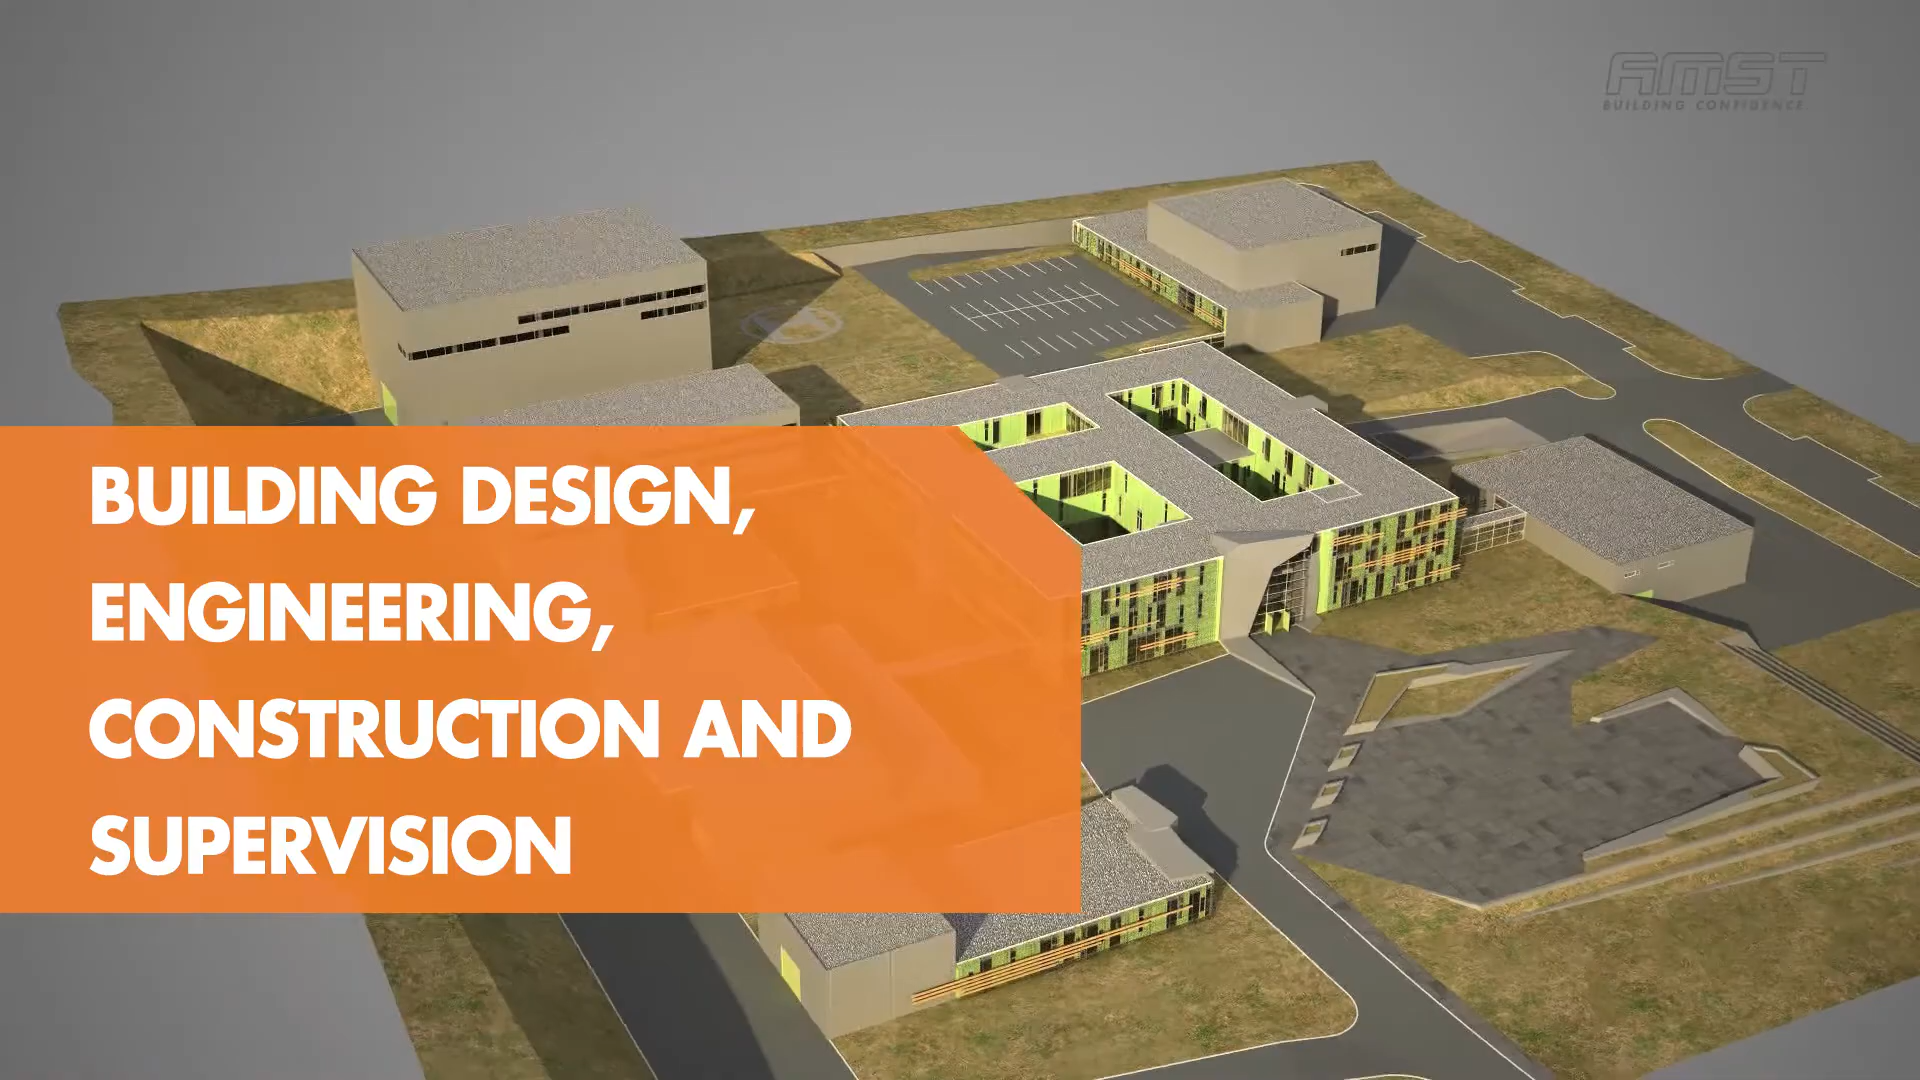 AMST
BUILDING CONFIDENCE
BUILDING DESIGN,
ENGINEERING,
CONSTRUCTION AND
SUPERVISION